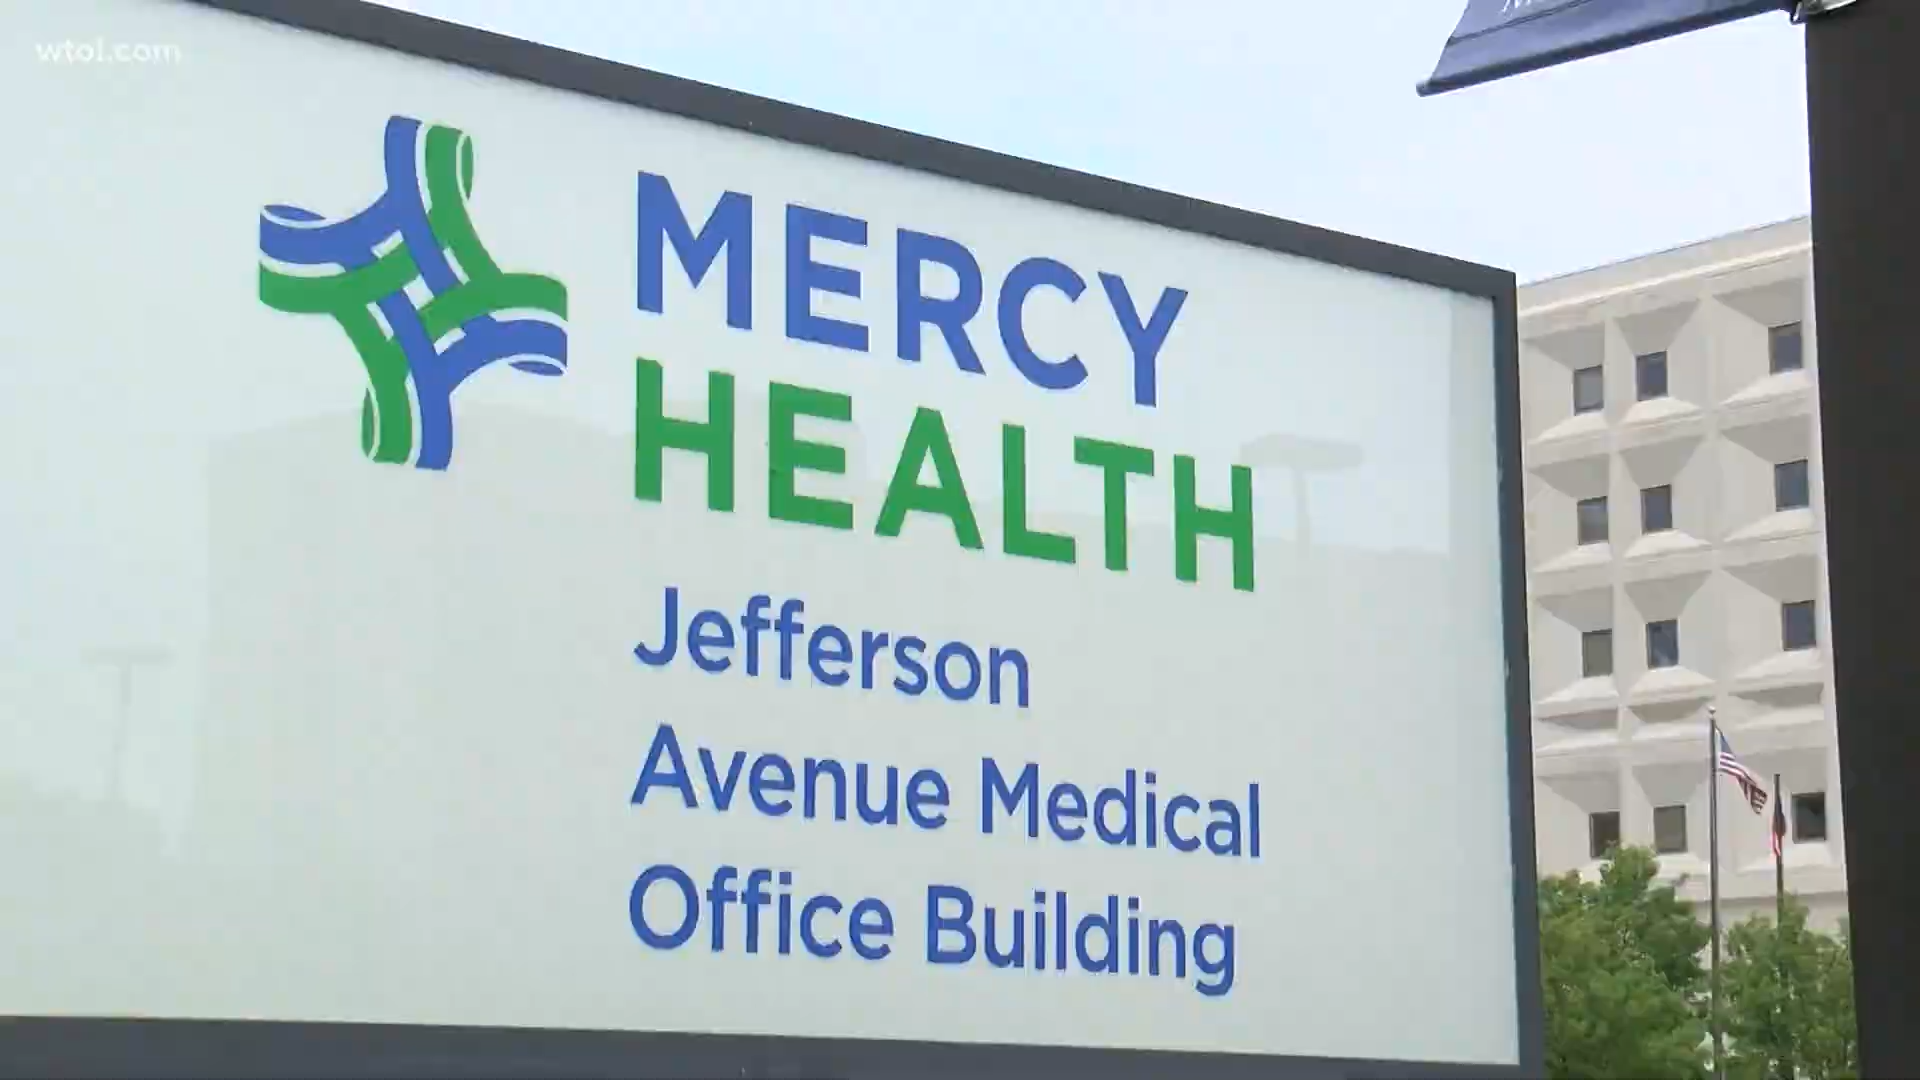 wtol.com
MERCY
HEALTH
Jefferson
Avenue Medical
Office Building